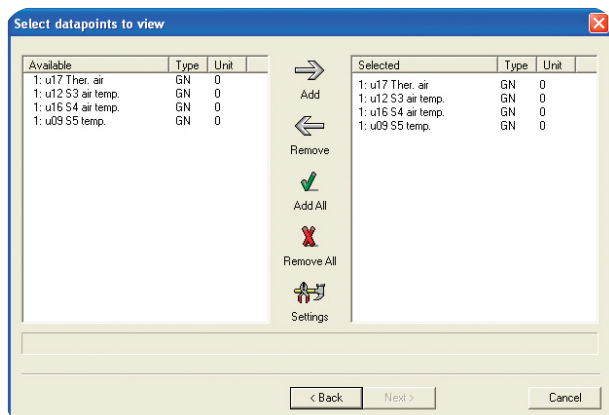 Select datapoints to view
Available Type Unit
1: u17 Ther. air GN 0
1: u12 S3 air temp. GN 0
1: u16 S4 air temp. GN 0
1: u09 S5 temp. GN 0
Add
Remove
Add All
Remove All
Settings
Selected Type Unit
1: u17 Ther. air GN 0
1: u12 S3 air temp. GN 0
1: u16 S4 air temp. GN 0
1: u09 S5 temp. GN 0
< Back Next > Cancel